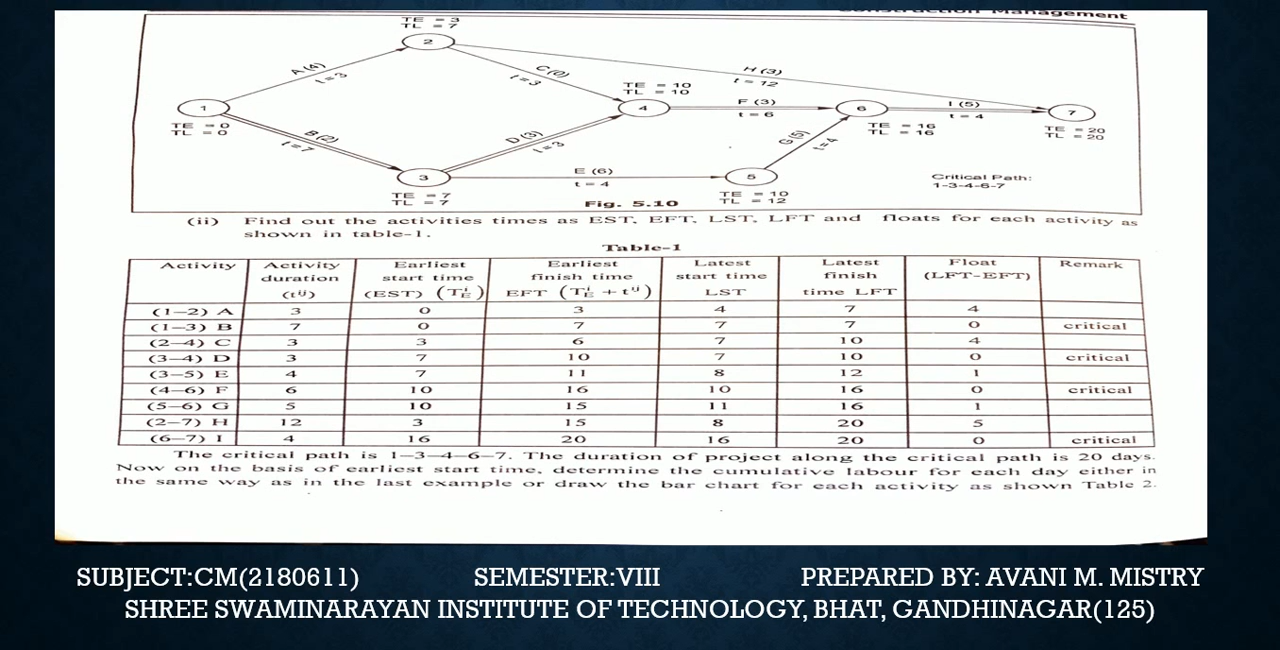 Construction Management
TE = 3
TL = 7
2
A (4)
t = 3
C (0)
t = 3
H (3)
t = 12
1
TE = 0
TL = 0
TE = 10
TL = 10
4
F (3)
t = 6
6
TE = 16
TL = 16
I (5)
t = 4
7
TE = 20
TL = 20
B (2)
t = 7
D (3)
t = 3
G (5)
t = 4
3
TE = 7
TL = 7
E (6)
t = 4
5
TE = 10
TL = 12
Critical Path:
1-3-4-6-7
Fig. 5.10
(ii) Find out the activities times as EST, EFT, LST, LFT and floats for each activity as
shown in table-1.
Table-1
Activity Activity duration (tij) Earliest start time (EST) (TiE) Earliest finish time EFT (TiE + tij) Latest start time LST Latest finish time LFT Float (LFT-EFT) Remark
(1–2) A 3 0 3 4 7 4
(1–3) B 7 0 7 7 7 0 critical
(2–4) C 3 3 6 7 10 4
(3–4) D 3 7 10 7 10 0 critical
(3–5) E 4 7 11 8 12 1
(4–6) F 6 10 16 10 16 0 critical
(5–6) G 5 10 15 11 16 1
(2–7) H 12 3 15 8 20 5
(6–7) I 4 16 20 16 20 0 critical
The critical path is 1–3–4–6–7. The duration of project along the critical path is 20 days.
Now on the basis of earliest start time, determine the cumulative labour for each day either in
the same way as in the last example or draw the bar chart for each activity as shown Table 2.
SUBJECT:CM(2180611) SEMESTER:VIII PREPARED BY: AVANI M. MISTRY
SHREE SWAMINARAYAN INSTITUTE OF TECHNOLOGY, BHAT, GANDHINAGAR(125)